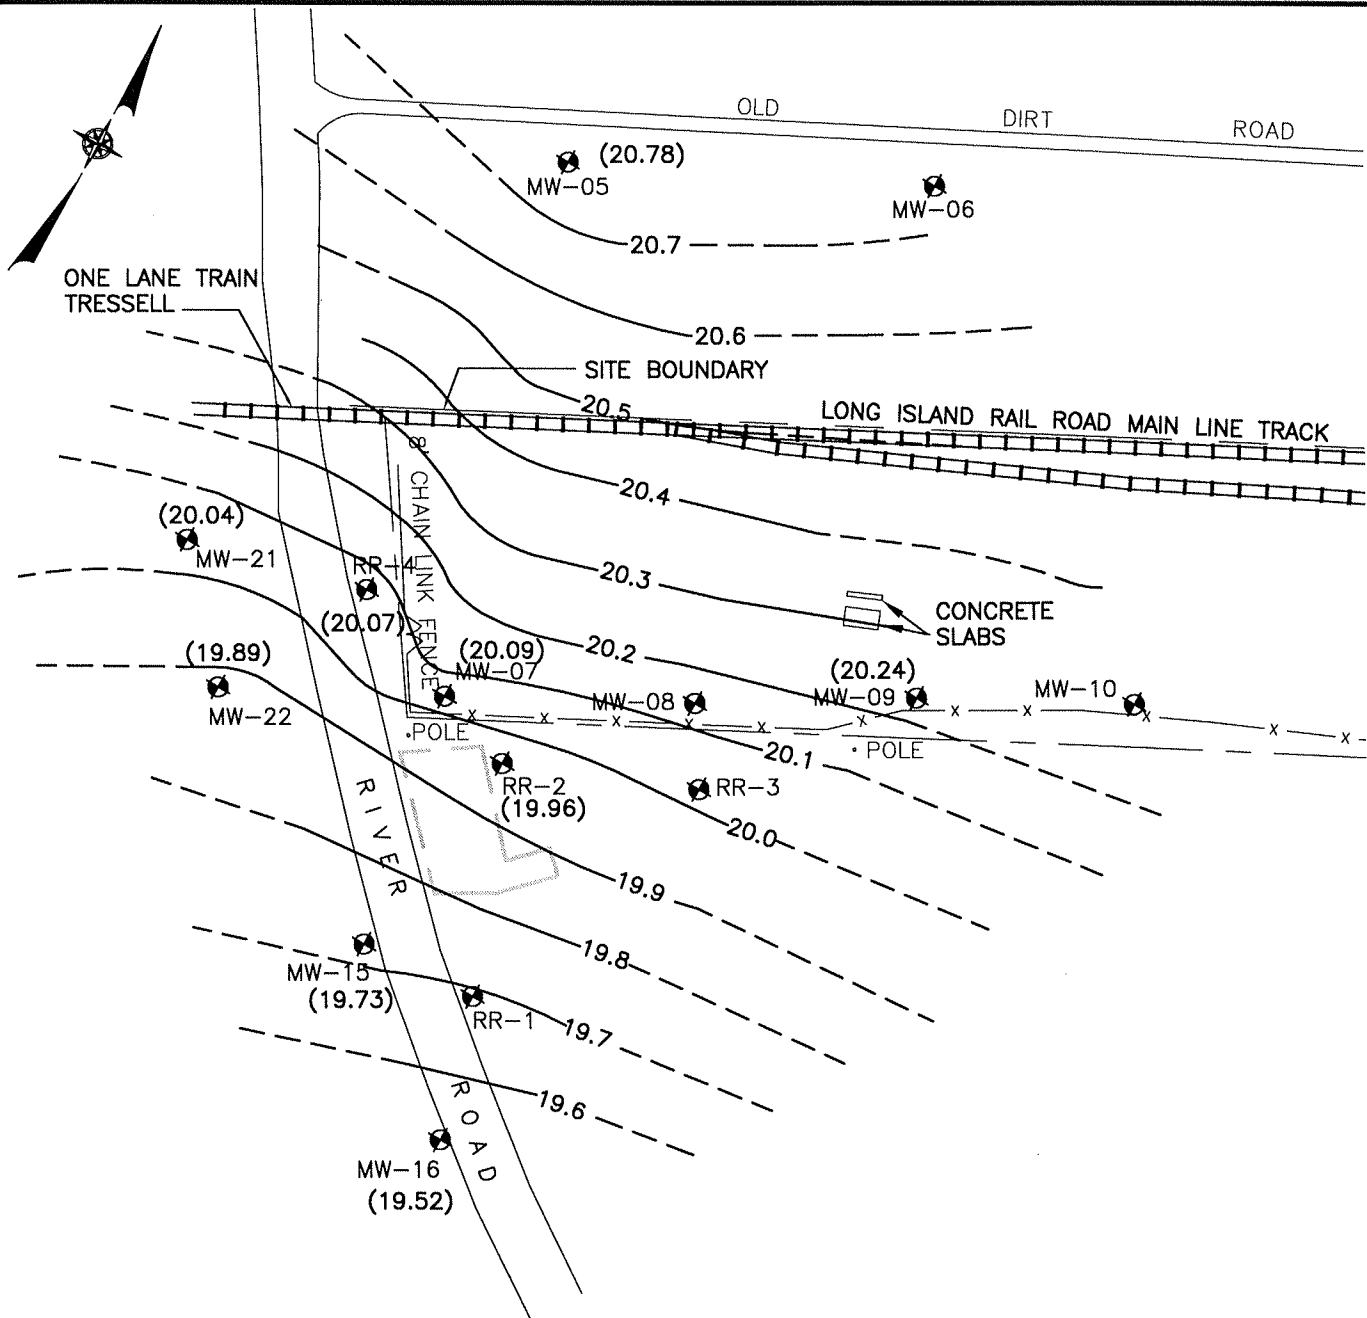 OLD DIRT ROAD
(20.78)
MW-05
MW-06
20.7
ONE LANE TRAIN
TRESSELL
20.6
SITE BOUNDARY
20.5
LONG ISLAND RAIL ROAD MAIN LINE TRACK
8' CHAIN LINK FENCE
20.4
(20.04)
MW-21
RR-4
20.3
(20.07)
CONCRETE
SLABS
20.2
(19.89)
(20.09)
MW-07
(20.24)
MW-08
MW-09
MW-10
MW-22
POLE
20.1
POLE
RR-2
(19.96)
RR-3
20.0
RIVER ROAD
19.9
19.8
MW-15
(19.73)
RR-1
19.7
19.6
MW-16
(19.52)